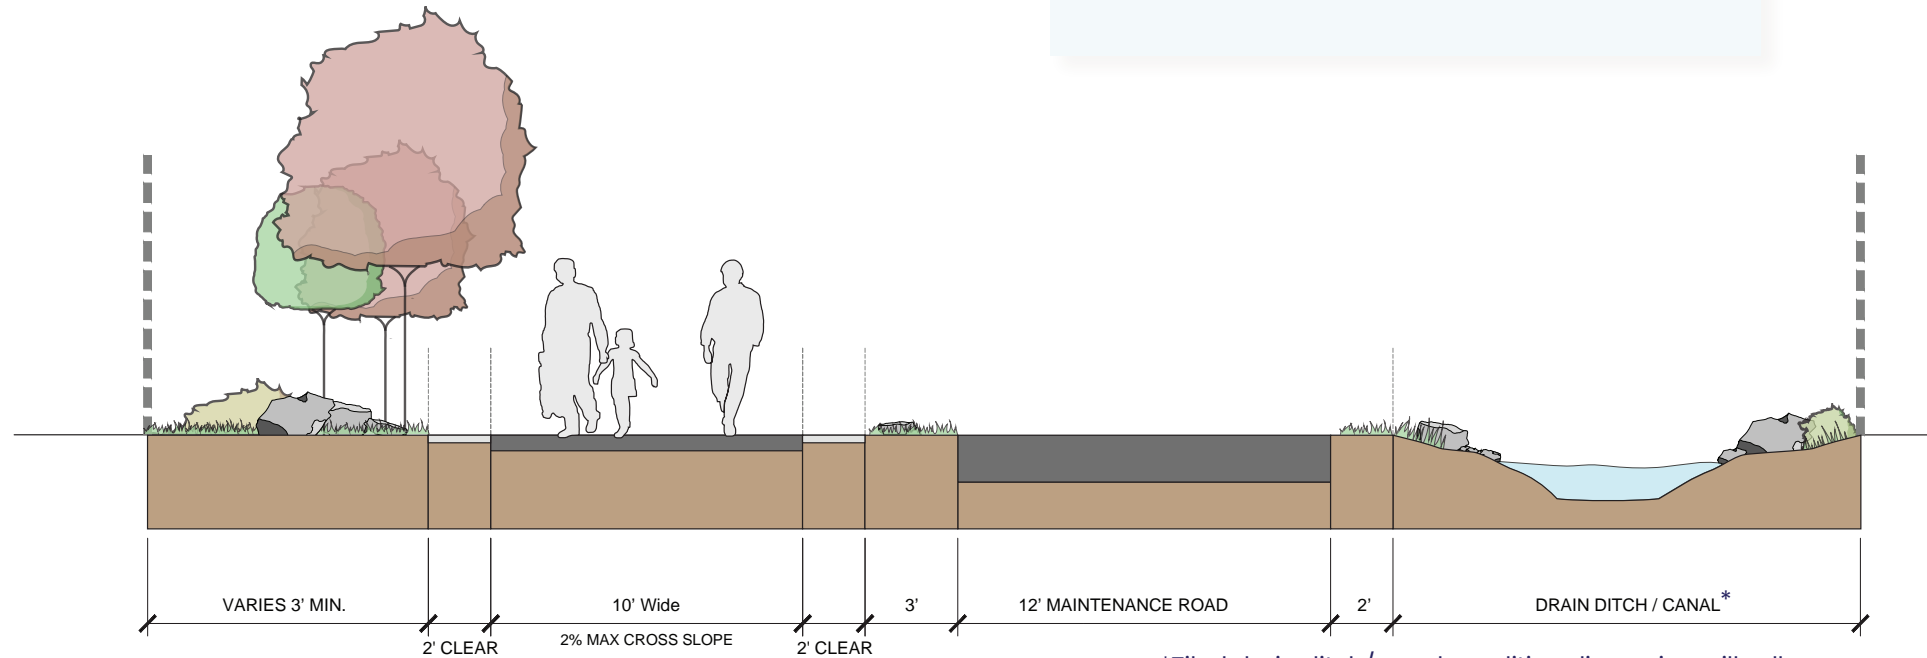 VARIES 3’ MIN.
2' CLEAR
10’ Wide
2% MAX CROSS SLOPE
2' CLEAR
3’
12’ MAINTENANCE ROAD
2’
DRAIN DITCH / CANAL*